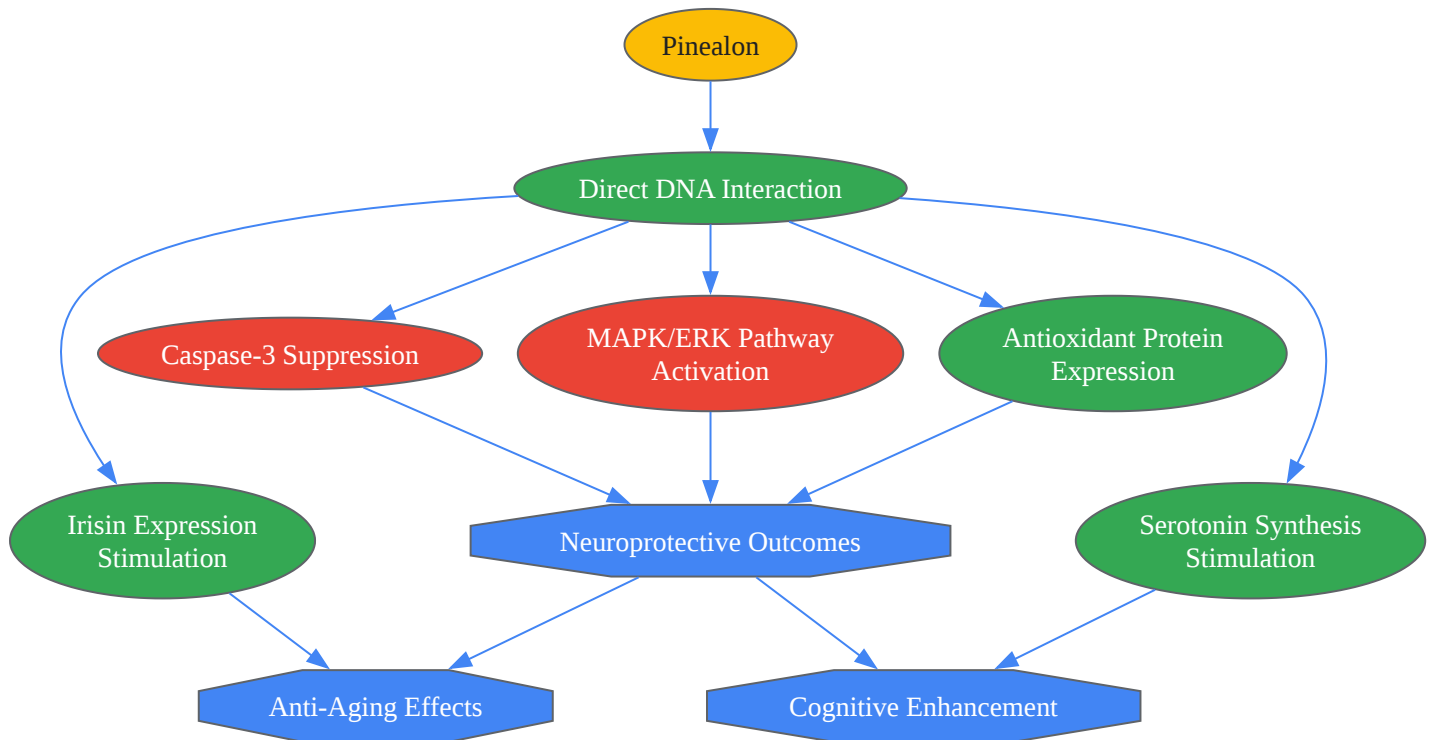 Pinealon
Direct DNA Interaction
Caspase-3 Suppression
MAPK/ERK Pathway
Activation
Antioxidant Protein
Expression
Irisin Expression
Stimulation
Neuroprotective Outcomes
Serotonin Synthesis
Stimulation
Anti-Aging Effects
Cognitive Enhancement